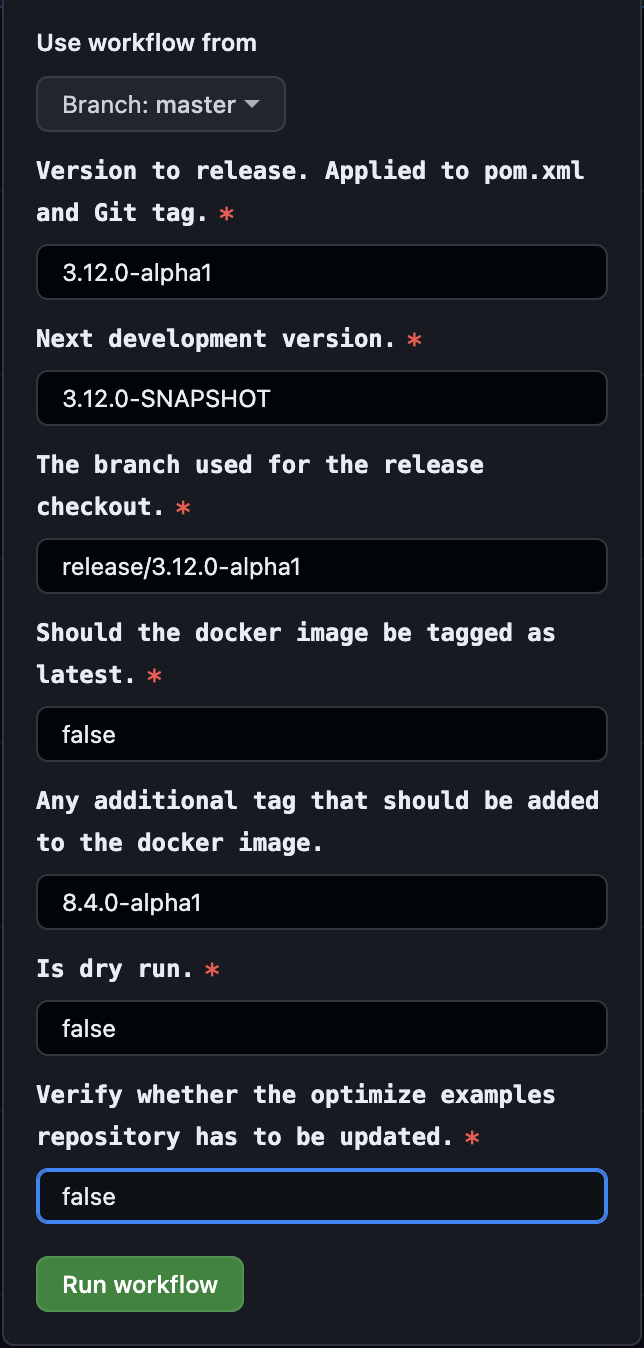 Use workflow from
Branch: master
Version to release. Applied to pom.xml
and Git tag. *
3.12.0-alpha1
Next development version. *
3.12.0-SNAPSHOT
The branch used for the release
checkout. *
release/3.12.0-alpha1
Should the docker image be tagged as
latest. *
false
Any additional tag that should be added
to the docker image.
8.4.0-alpha1
Is dry run. *
false
Verify whether the optimize examples
repository has to be updated. *
false
Run workflow